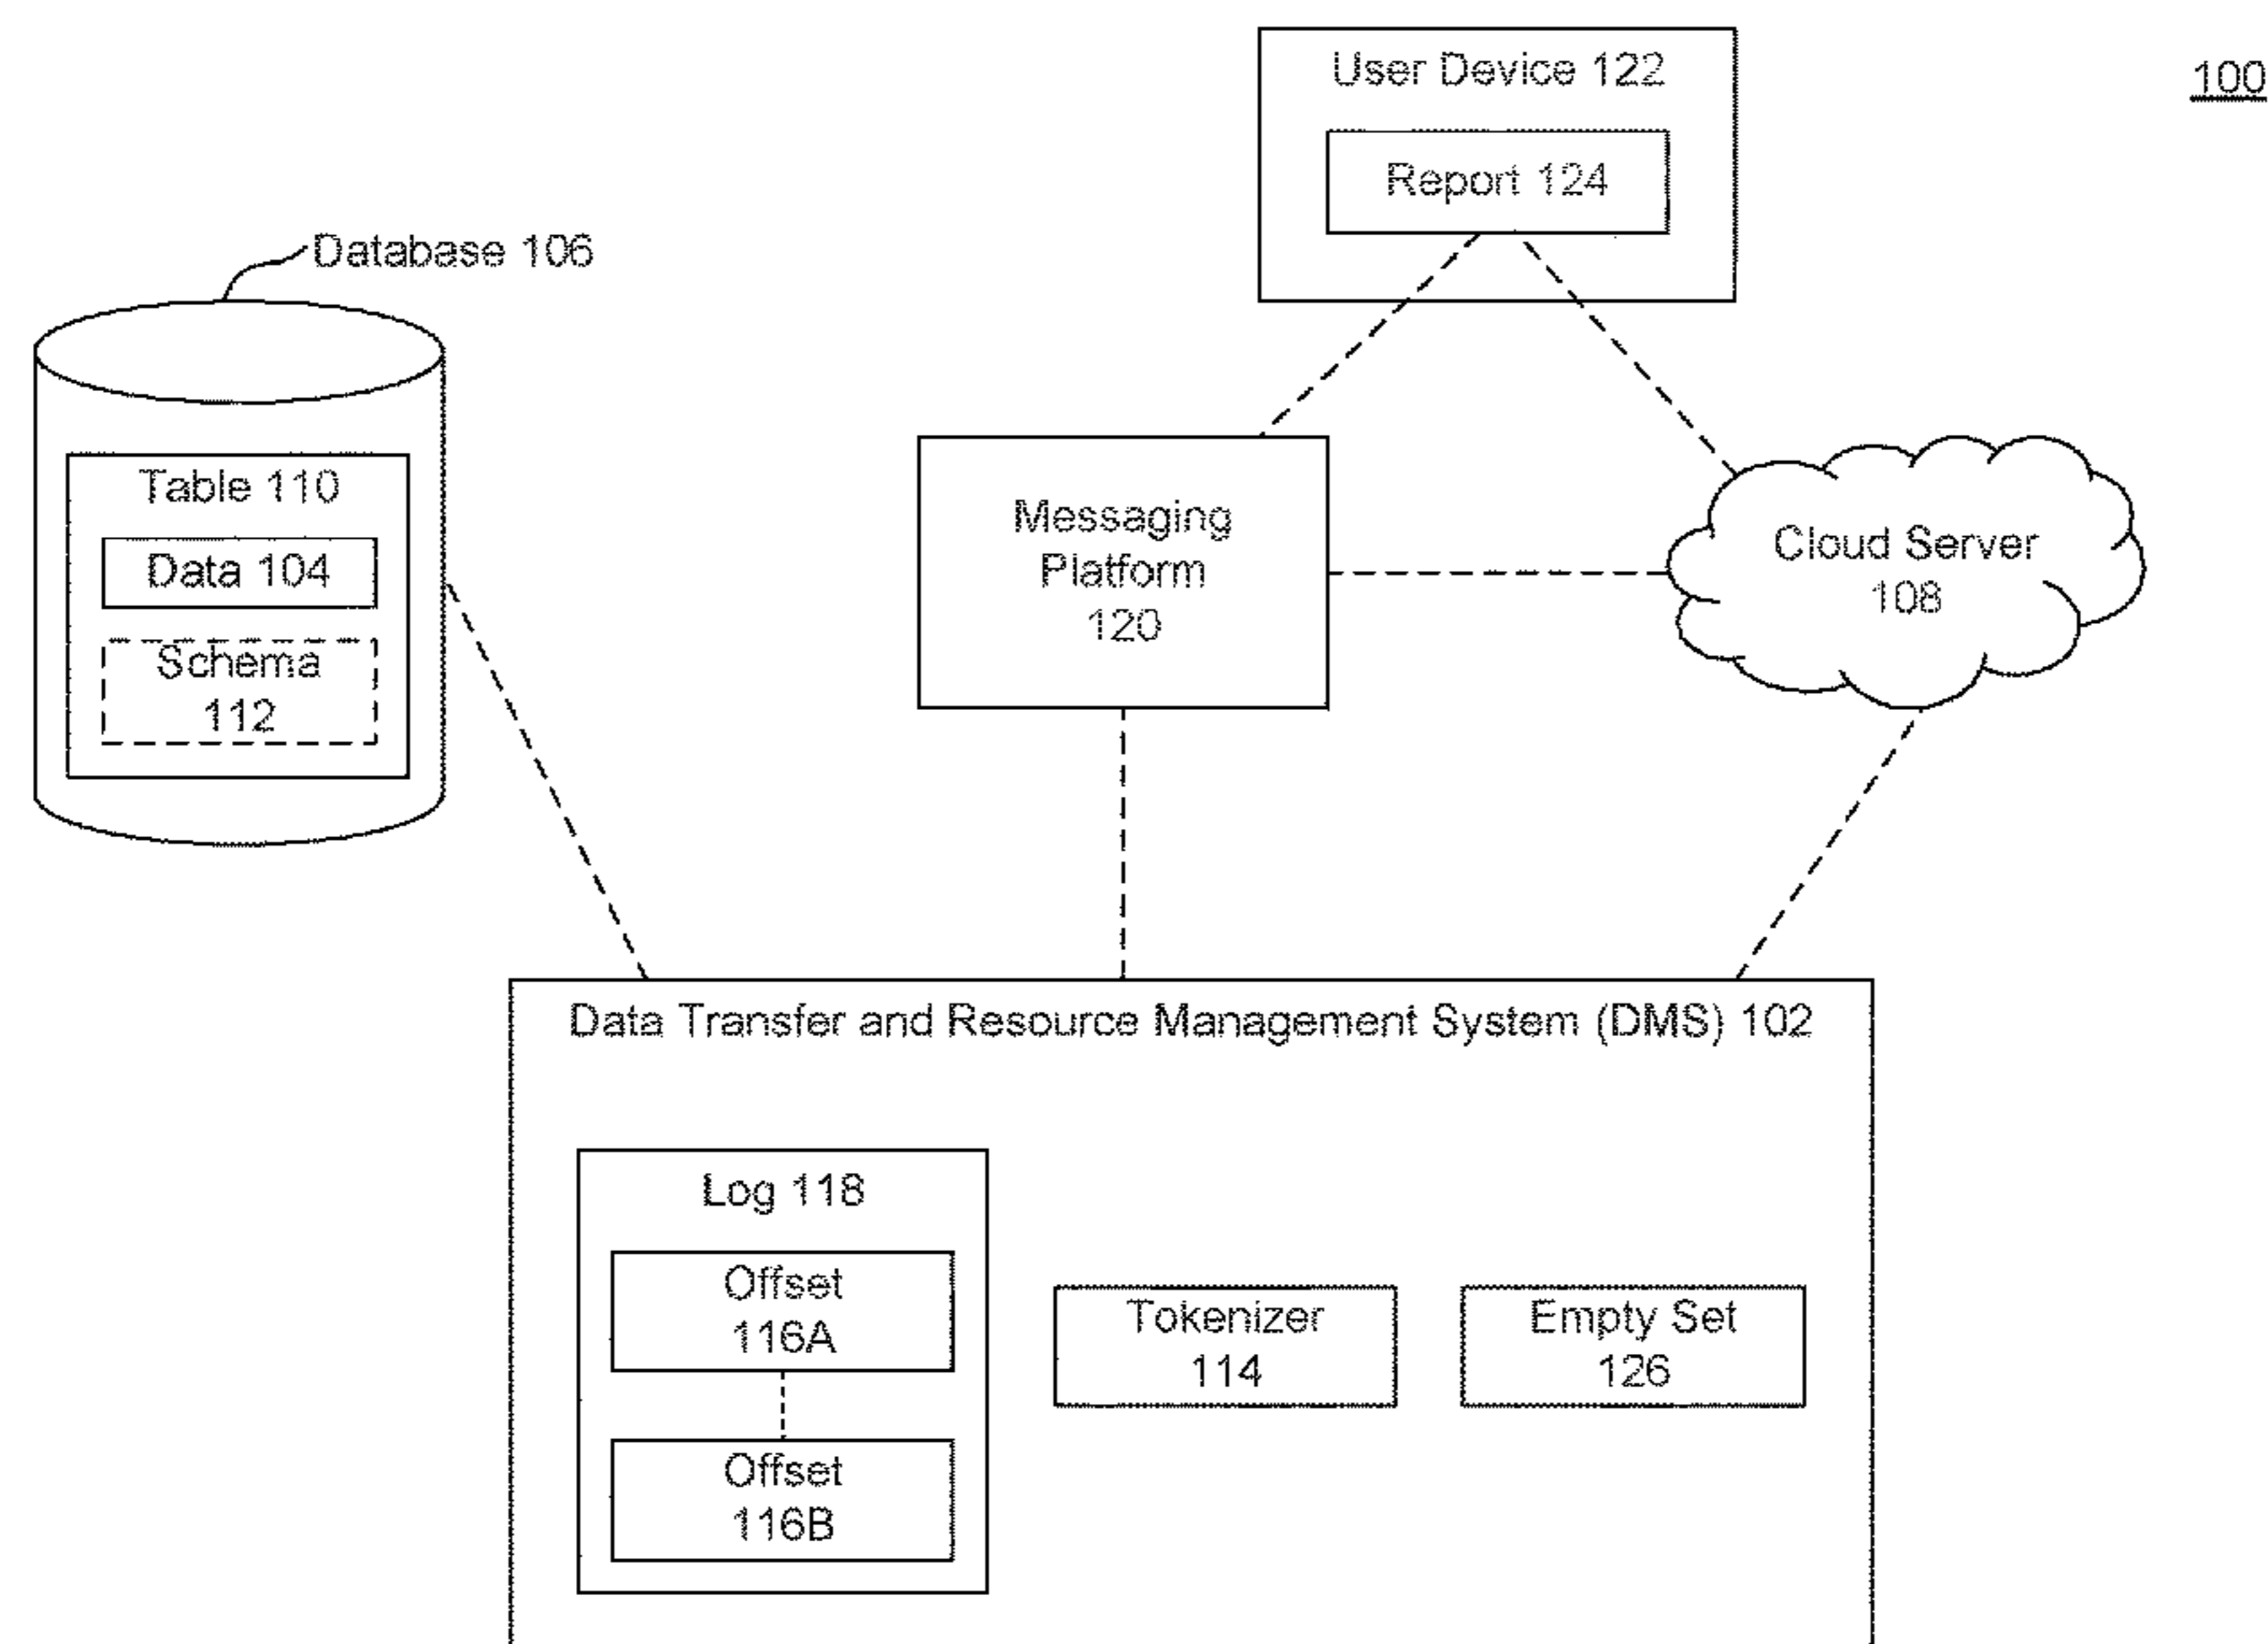 User Device 122
100
Report 124
Database 106
Table 110
Data 104
Schema
112
Messaging
Platform
120
Cloud Server
108
Data Transfer and Resource Management System (DMS) 102
Log 118
Offset
116A
Offset
116B
Tokenizer
114
Empty Set
126